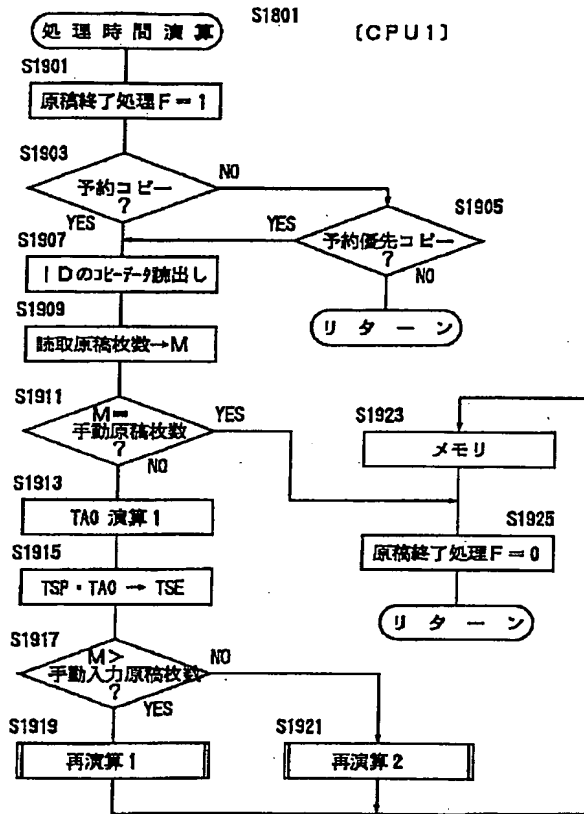 S1801
処理時間演算
〔CPU1〕
S1901
原稿終了処理F=1
S1903
予約コピー
?
NO
YES
S1905
予約優先コピー
?
YES
NO
S1907
IDのコピーデータ読出し
リターン
S1909
読取原稿枚数→M
S1911
M=
手動原稿枚数
?
YES
NO
S1923
メモリ
S1913
TAO 演算1
S1925
原稿終了処理F=0
S1915
TSP・TAO → TSE
リターン
S1917
M>
手動入力原稿枚数
?
NO
YES
S1919
再演算1
S1921
再演算2